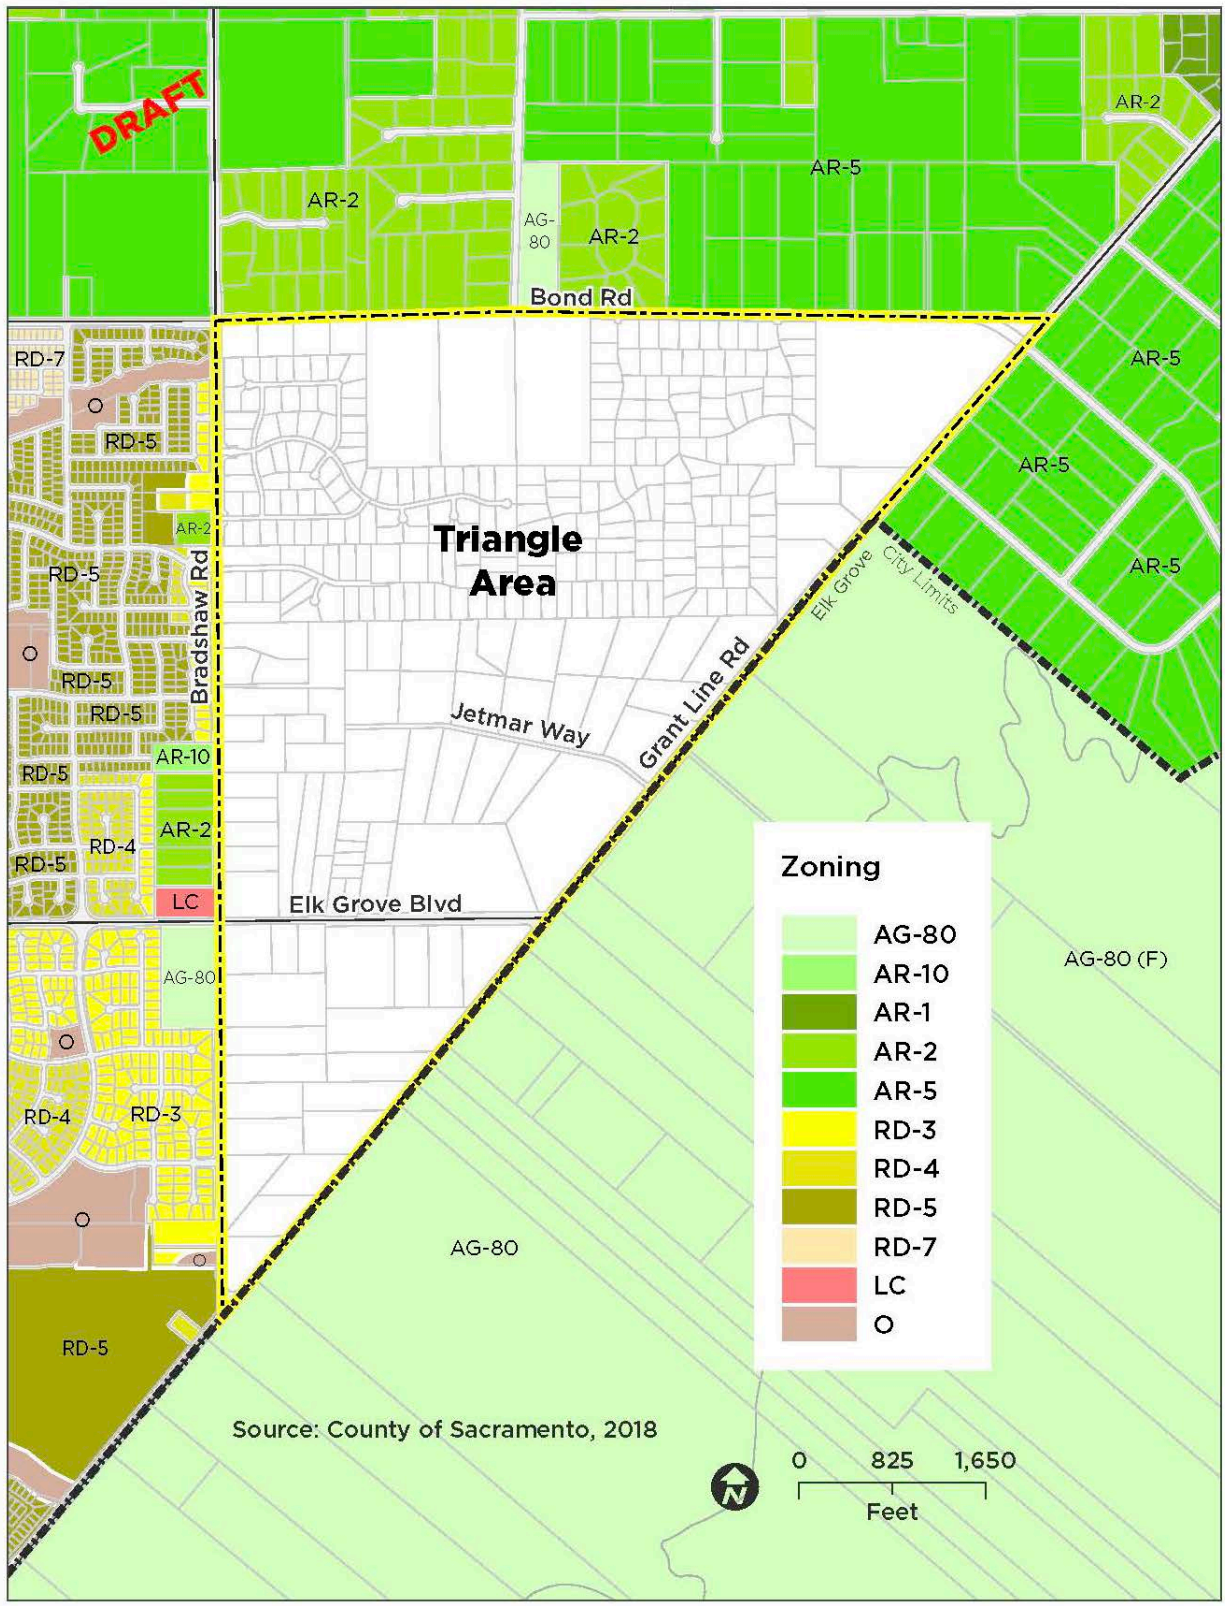 DRAFT
AR-2
AR-5
AR-2
AG-
80
AR-2
Bond Rd
RD-7
AR-5
O
RD-5
AR-5
AR-2
Triangle
Area
Elk Grove
City Limits
AR-5
RD-5
Bradshaw Rd
O
RD-5
RD-5
Jetmar Way
Grant Line Rd
AR-10
RD-5
AR-2
RD-4
RD-5
LC
Elk Grove Blvd
AG-80
AG-80 (F)
O
RD-4
RD-3
O
O
AG-80
RD-5
Zoning
AG-80
AR-10
AR-1
AR-2
AR-5
RD-3
RD-4
RD-5
RD-7
LC
O
Source: County of Sacramento, 2018
N
0 825 1,650
Feet